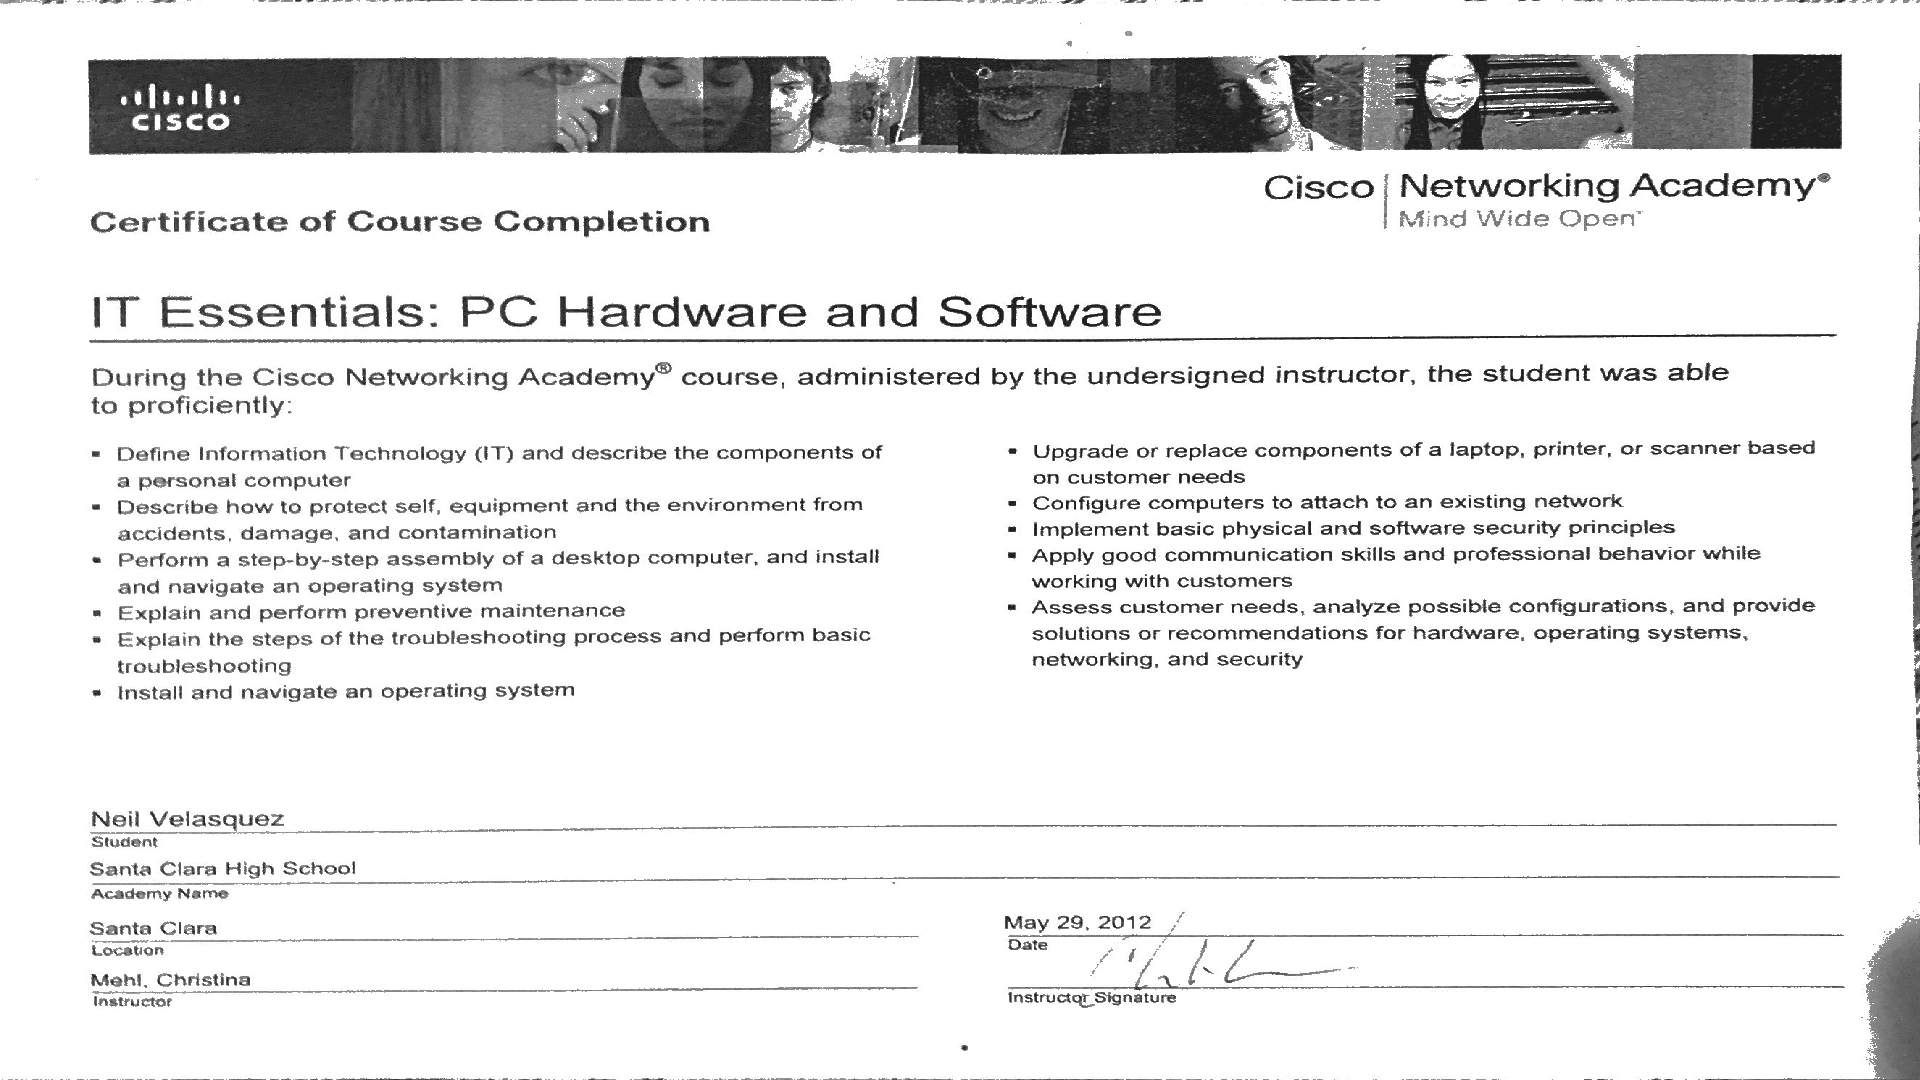 CISCO
Cisco | Networking Academy®
Mind Wide Open™
Certificate of Course Completion
IT Essentials: PC Hardware and Software
During the Cisco Networking Academy® course, administered by the undersigned instructor, the student was able
to proficiently:
▪ Define Information Technology (IT) and describe the components of
a personal computer
▪ Describe how to protect self, equipment and the environment from
accidents, damage, and contamination
▪ Perform a step-by-step assembly of a desktop computer, and install
and navigate an operating system
▪ Explain and perform preventive maintenance
▪ Explain the steps of the troubleshooting process and perform basic
troubleshooting
▪ Install and navigate an operating system
▪ Upgrade or replace components of a laptop, printer, or scanner based
on customer needs
▪ Configure computers to attach to an existing network
▪ Implement basic physical and software security principles
▪ Apply good communication skills and professional behavior while
working with customers
▪ Assess customer needs, analyze possible configurations, and provide
solutions or recommendations for hardware, operating systems,
networking, and security
Neil Velasquez
Student
Santa Clara High School
Academy Name
Santa Clara
Location
May 29, 2012
Date
Mehl, Christina
Instructor
Instructor Signature